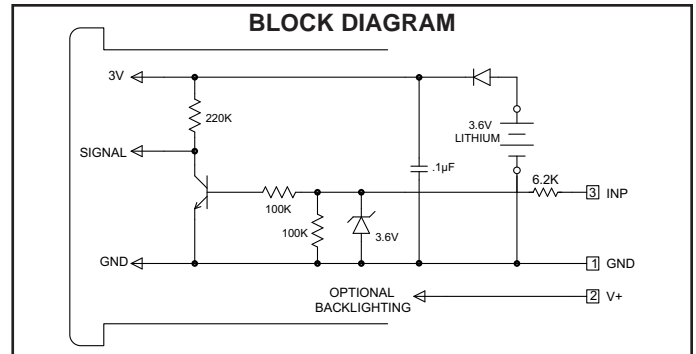 BLOCK DIAGRAM
3V
220K
3.6V
LITHIUM
SIGNAL
.1µF
6.2K
3 INP
100K
100K
3.6V
GND
1 GND
OPTIONAL
BACKLIGHTING
2 V+